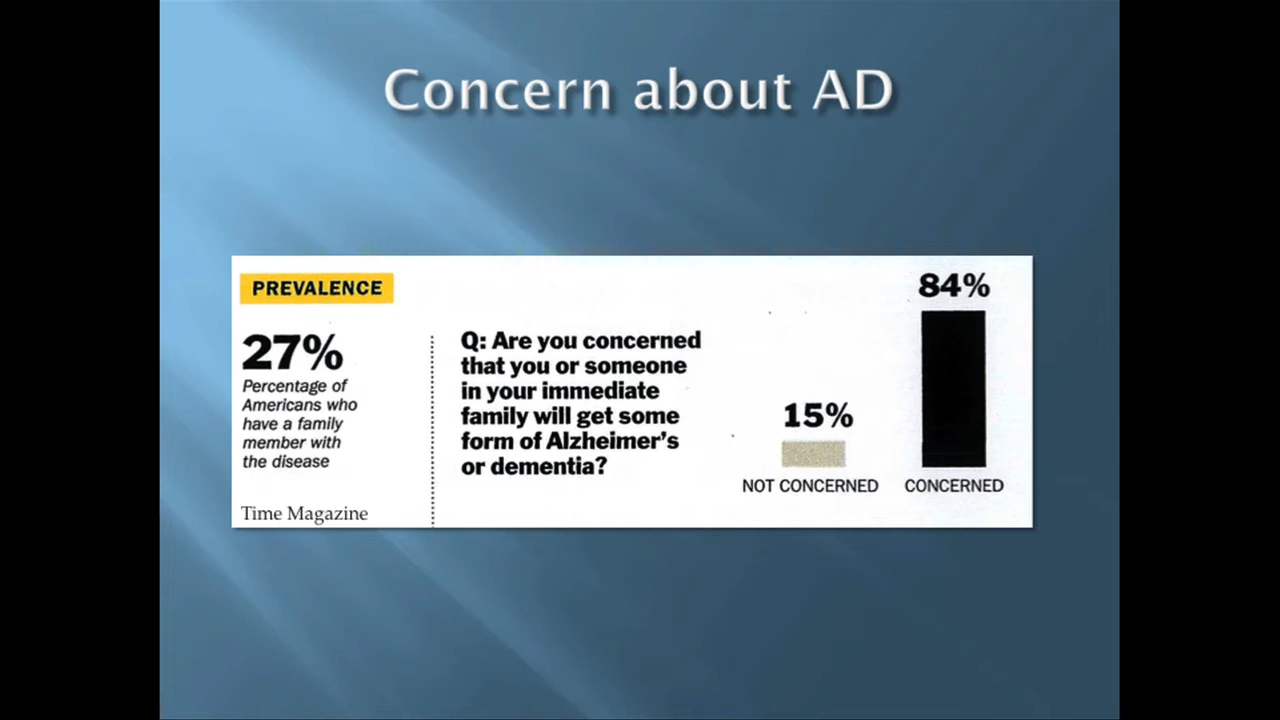 Concern about AD
PREVALENCE
27%
Percentage of
Americans who
have a family
member with
the disease
Time Magazine
Q: Are you concerned
that you or someone
in your immediate
family will get some
form of Alzheimer's
or dementia?
15%
NOT CONCERNED
84%
CONCERNED